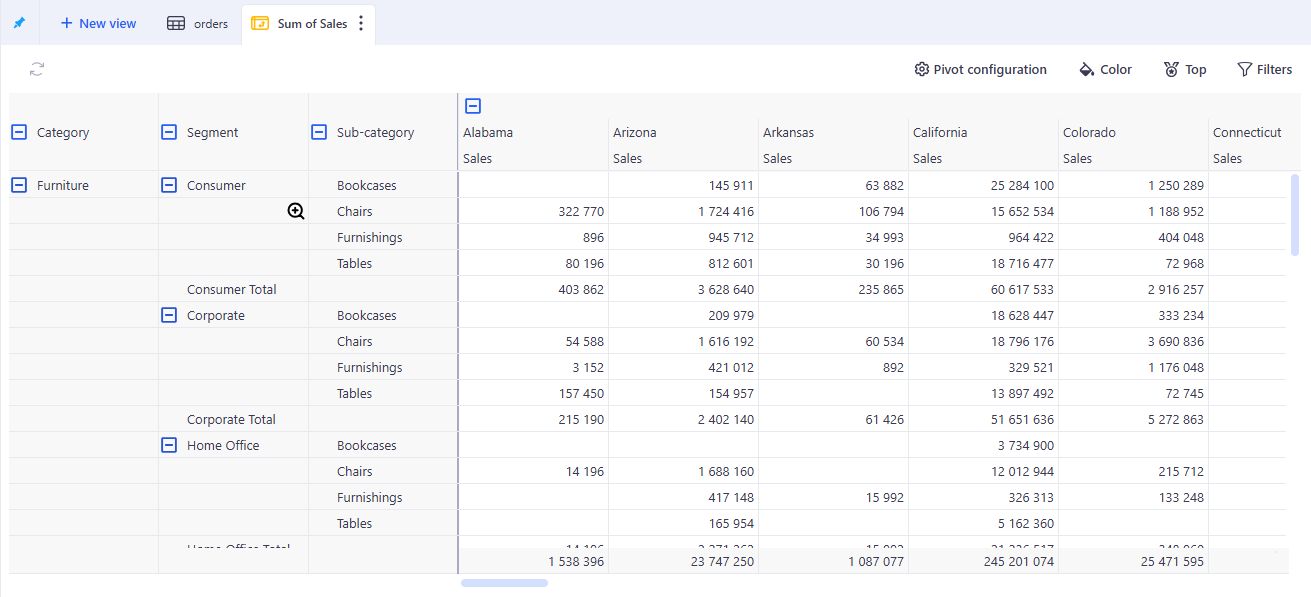 New view orders Sum of Sales
Pivot configuration Color Top Filters
Category Segment Sub-category Alabama Arizona Arkansas California Colorado Connecticut
Sales Sales Sales Sales Sales Sales
Furniture Consumer Bookcases 145 911 63 882 25 284 100 1 250 289
Chairs 322 770 1 724 416 106 794 15 652 534 1 188 952
Furnishings 896 945 712 34 993 964 422 404 048
Tables 80 196 812 601 30 196 18 716 477 72 968
Consumer Total 403 862 3 628 640 235 865 60 617 533 2 916 257
Corporate Bookcases 209 979 18 628 447 333 234
Chairs 54 588 1 616 192 60 534 18 796 176 3 690 836
Furnishings 3 152 421 012 892 329 521 1 176 048
Tables 157 450 154 957 13 897 492 72 745
Corporate Total 215 190 2 402 140 61 426 51 651 636 5 272 863
Home Office Bookcases 3 734 900
Chairs 14 196 1 688 160 12 012 944 215 712
Furnishings 417 148 15 992 326 313 133 248
Tables 165 954 5 162 360
Home Office Total
1 538 396 23 747 250 1 087 077 245 201 074 25 471 595